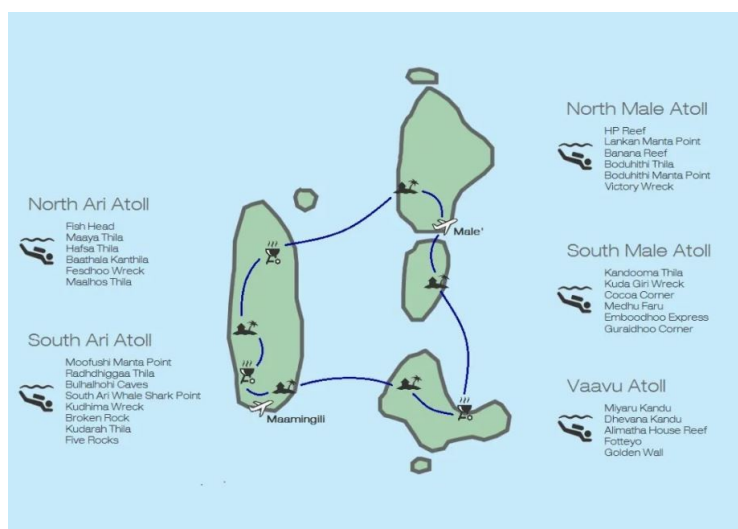 North Male Atoll
HP Reef
Lankan Manta Point
Banana Reef
Boduhithi Thila
Boduhithi Manta Point
Victory Wreck
North Ari Atoll
Fish Head
Maaya Thila
Hafsa Thila
Baathala Kanthila
Fesdhoo Wreck
Maalhos Thila
Male'
South Male Atoll
Kandooma Thila
Kuda Giri Wreck
Cocoa Corner
Medhu Faru
Emboodhoo Express
Guraidhoo Corner
South Ari Atoll
Moofushi Manta Point
Radhdhiggaa Thila
Bulhalhohi Caves
South Ari Whale Shark Point
Kudhima Wreck
Broken Rock
Kudarah Thila
Five Rocks
Maamingili
Vaavu Atoll
Miyaru Kandu
Dhevana Kandu
Alimatha House Reef
Fotteyo
Golden Wall